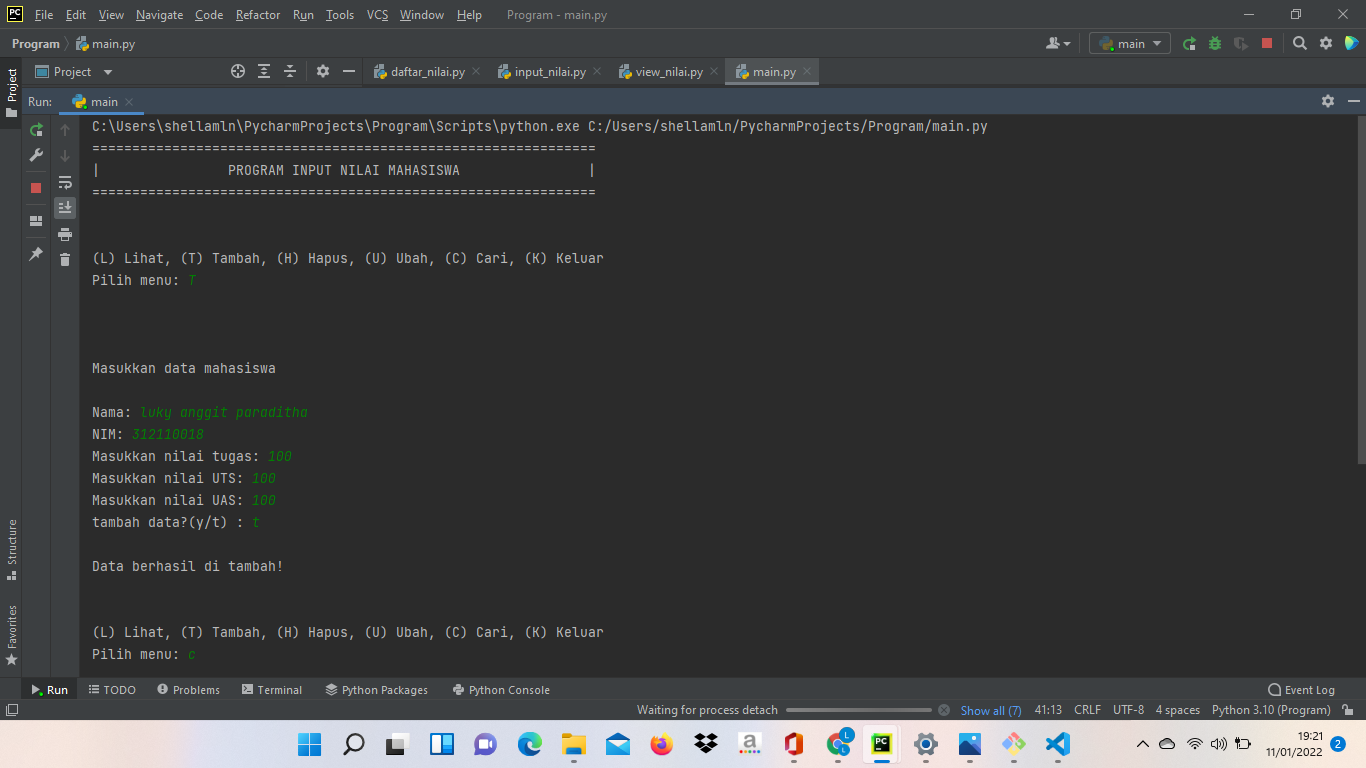 File Edit View Navigate Code Refactor Run Tools VCS Window Help Program - main.py
Program main.py main
Project daftar_nilai.py input_nilai.py view_nilai.py main.py
Project
Run: main
C:\Users\shellamln\PycharmProjects\Program\Scripts\python.exe C:/Users/shellamln/PycharmProjects/Program/main.py
===============================================================
| PROGRAM INPUT NILAI MAHASISWA |
===============================================================
(L) Lihat, (T) Tambah, (H) Hapus, (U) Ubah, (C) Cari, (K) Keluar
Pilih menu: T
Masukkan data mahasiswa
Nama: luky anggit paraditha
NIM: 312110018
Masukkan nilai tugas: 100
Masukkan nilai UTS: 100
Masukkan nilai UAS: 100
tambah data?(y/t) : t
Data berhasil di tambah!
(L) Lihat, (T) Tambah, (H) Hapus, (U) Ubah, (C) Cari, (K) Keluar
Pilih menu: c
Structure
Favorites
Run TODO Problems Terminal Python Packages Python Console Event Log
Waiting for process detach Show all (7) 41:13 CRLF UTF-8 4 spaces Python 3.10 (Program)
19:21
11/01/2022 2